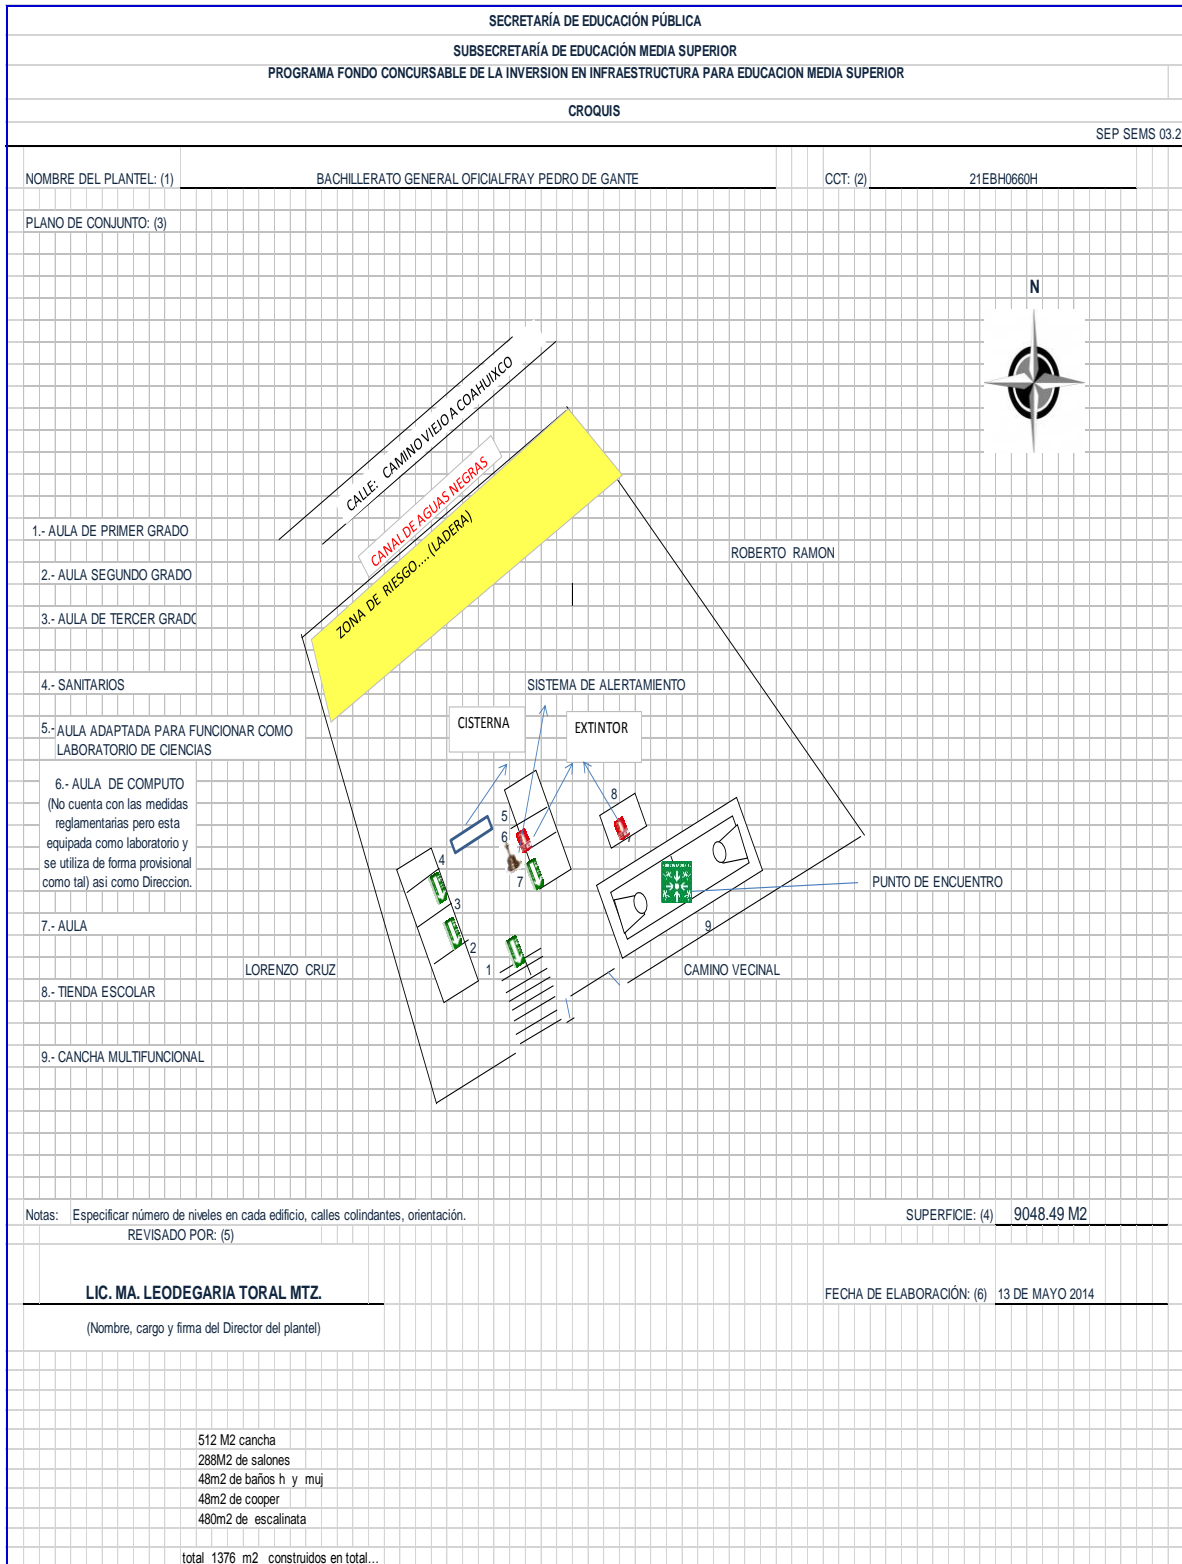 SECRETARÍA DE EDUCACIÓN PÚBLICA
SUBSECRETARÍA DE EDUCACIÓN MEDIA SUPERIOR
PROGRAMA FONDO CONCURSABLE DE LA INVERSION EN INFRAESTRUCTURA PARA EDUCACION MEDIA SUPERIOR
CROQUIS
SEP SEMS 03.2
NOMBRE DEL PLANTEL: (1) BACHILLERATO GENERAL OFICIALFRAY PEDRO DE GANTE CCT: (2) 21EBH0660H
PLANO DE CONJUNTO: (3)
N
CALLE: CAMINO VIEJO A COAHUIXCO
CANAL DE AGUAS NEGRAS
ZONA DE RIESGO....(LADERA)
1.- AULA DE PRIMER GRADO
ROBERTO RAMON
2.- AULA SEGUNDO GRADO
3.- AULA DE TERCER GRADO
4.- SANITARIOS
SISTEMA DE ALERTAMIENTO
CISTERNA
EXTINTOR
5.- AULA ADAPTADA PARA FUNCIONAR COMO
LABORATORIO DE CIENCIAS
6.- AULA DE COMPUTO
(No cuenta con las medidas
reglamentarias pero esta
equipada como laboratorio y
se utiliza de forma provisional
como tal) asi como Direccion.
8
5
6
4
7
3
2
1
9
PUNTO DE ENCUENTRO
7.- AULA
LORENZO CRUZ
CAMINO VECINAL
8.- TIENDA ESCOLAR
9.- CANCHA MULTIFUNCIONAL
Notas: Especificar número de niveles en cada edificio, calles colindantes, orientación.
SUPERFICIE: (4) 9048.49 M2
REVISADO POR: (5)
LIC. MA. LEODEGARIA TORAL MTZ.
FECHA DE ELABORACIÓN: (6) 13 DE MAYO 2014
(Nombre, cargo y firma del Director del plantel)
512 M2 cancha
288M2 de salones
48m2 de baños h y muj
48m2 de cooper
480m2 de escalinata
total 1376 m2 construidos en total...